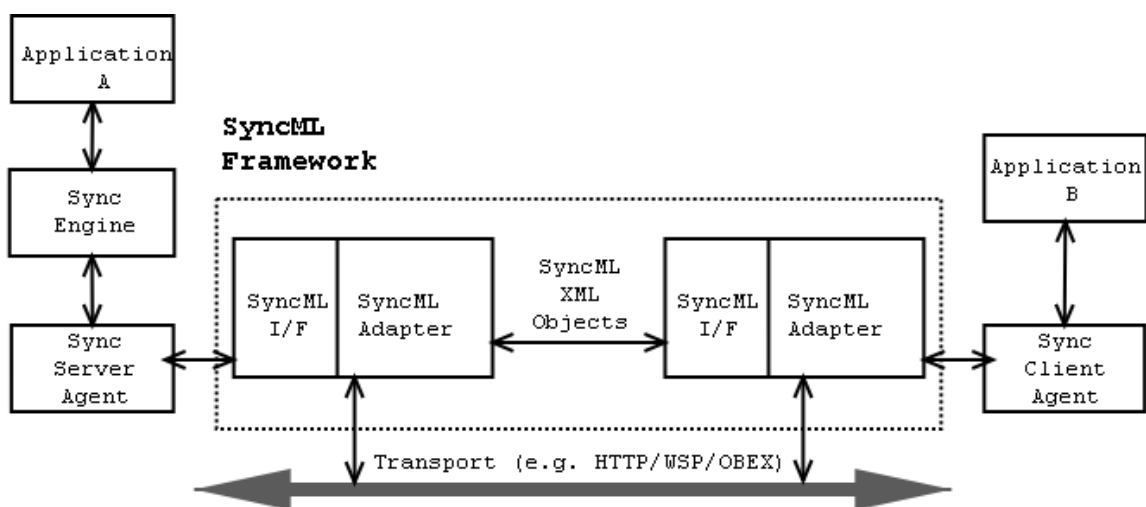 Application
A
SyncML
Framework
Application
B
Sync
Engine
SyncML
I/F
SyncML
Adapter
SyncML
XML
Objects
SyncML
I/F
SyncML
Adapter
Sync
Server
Agent
Sync
Client
Agent
Transport (e.g. HTTP/WSP/OBEX)